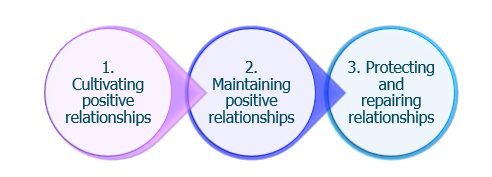 1.
Cultivating
positive
relationships
2.
Maintaining
positive
relationships
3. Protecting
and
repairing
relationships